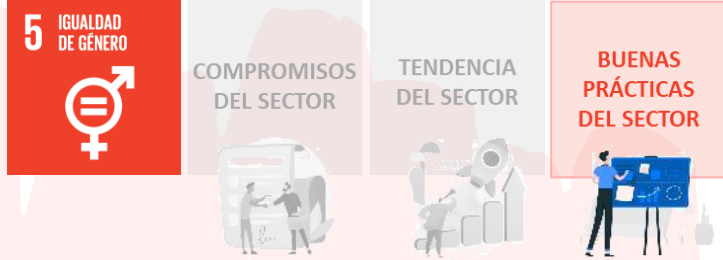 5 IGUALDAD
DE GÉNERO
COMPROMISOS
DEL SECTOR
TENDENCIA
DEL SECTOR
BUENAS
PRÁCTICAS
DEL SECTOR